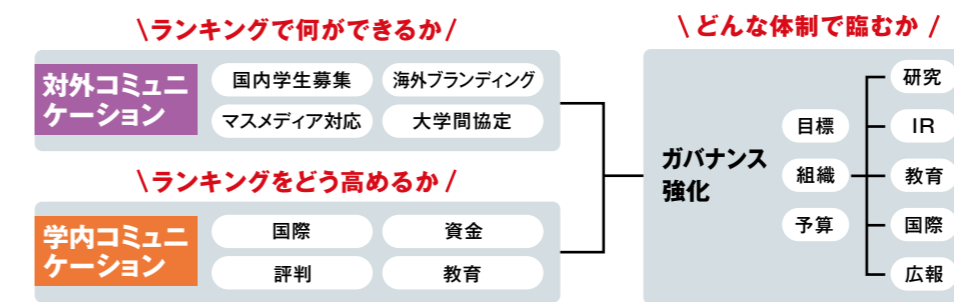 \ランキングで何ができるか/
対外コミュニ
ケーション
国内学生募集
海外ブランディング
マスメディア対応
大学間協定
\ランキングをどう高めるか/
学内コミュニ
ケーション
国際
資金
評判
教育
\どんな体制で臨むか/
ガバナンス
強化
目標
組織
予算
研究
IR
教育
国際
広報